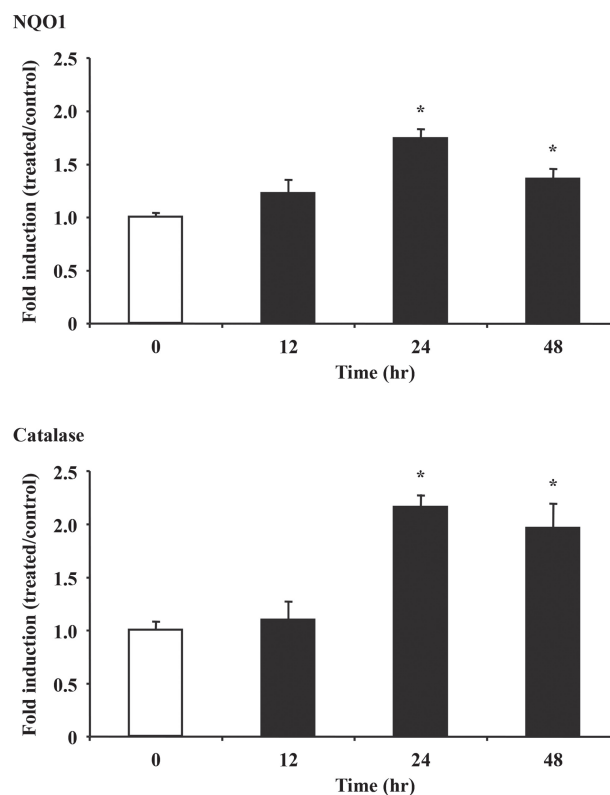 NQO1
Fold induction (treated/control)
2.5
2.0
1.5
1.0
0.5
0
*
*
0 12 24 48
Time (hr)
Catalase
Fold induction (treated/control)
2.5
2.0
1.5
1.0
0.5
0
*
*
0 12 24 48
Time (hr)